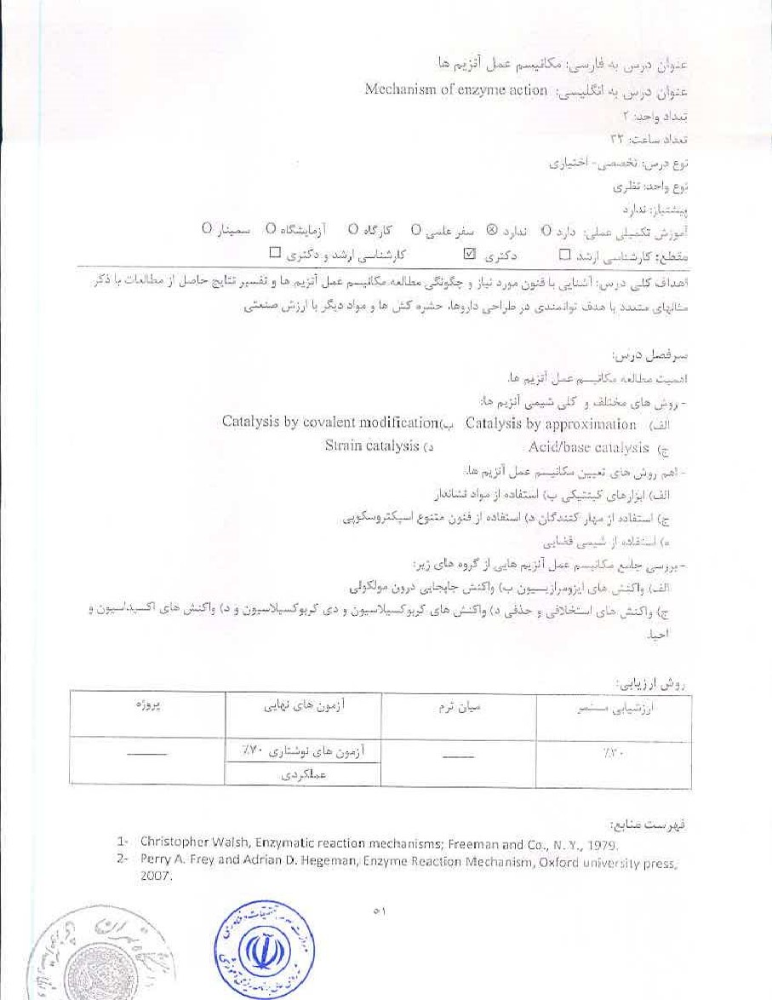 عنوان درس به فارسی: مکانیسم عمل آنزیم ها
عنوان درس به انگلیسی: Mechanism of enzyme action
تعداد واحد: ۲
تعداد ساعت: ۳۲
نوع درس: تخصصی- اختیاری
نوع واحد: نظری
پیشنیاز: ندارد
آموزش تکمیلی عملی: دارد O ندارد ⊗ سفر علمی O کارگاه O آزمایشگاه O سمینار O
مقطع: کارشناسی ارشد ☐ دکتری ☑ کارشناسی ارشد و دکتری ☐
اهداف کلی درس: آشنایی با فنون مورد نیاز و چگونگی مطالعه مکانیسم عمل آنزیم ها و تفسیر نتایج حاصل از مطالعات با ذکر
مثالهای متعدد با هدف توانمندی در طراحی داروها، حشره کش ها و مواد دیگر با ارزش صنعتی
سرفصل درس:
اهمیت مطالعه مکانیسم عمل آنزیم ها.
- روش های مختلف و کلی شیمی آنزیم ها:
الف) Catalysis by approximation ب) Catalysis by covalent modification
ج) Acid/base catalysis د) Strain catalysis
- اهم روش های تعیین مکانیسم عمل آنزیم ها.
الف) ابزارهای کینتیکی ب) استفاده از مواد نشاندار
ج) استفاده از مهار کنندگان د) استفاده از فنون متنوع اسپکتروسکوپی
ه) استفاده از شیمی فضایی
- بررسی جامع مکانیسم عمل آنزیم هایی از گروه های زیر:
الف) واکنش های ایزومرازیسیون ب) واکنش جابجایی درون مولکولی
ج) واکنش های استخلافی و حذفی د) واکنش های کربوکسیلاسیون و دی کربوکسیلاسیون و د) واکنش های اکسیداسیون و
احیا.
روش ارزیابی:
ارزشیابی مستمر میان ترم آزمون های نهایی پروژه
۳۰٪ ـــــ آزمون های نوشتاری ۷۰٪ ـــــ
عملکردی
فهرست منابع:
1- Christopher Walsh, Enzymatic reaction mechanisms; Freeman and Co., N. Y., 1979.
2- Perry A. Frey and Adrian D. Hegeman, Enzyme Reaction Mechanism, Oxford university press,
2007.
۵۱